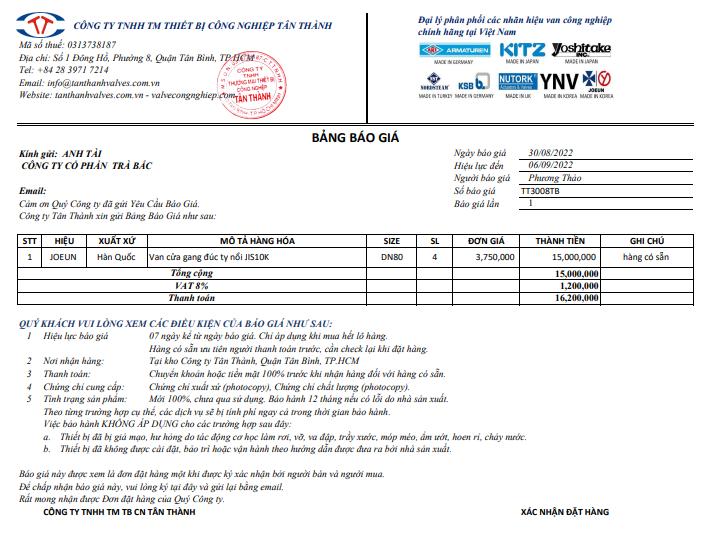 TT
CÔNG TY TNHH TM THIẾT BỊ CÔNG NGHIỆP TÂN THÀNH
Mã số thuế: 0313738187
Địa chỉ: Số 1 Đông Hồ, Phường 8, Quận Tân Bình, TP.HCM
Tel: +84 28 3971 7214
Email: info@tanthanhvalves.com.vn
Website: tanthanhvalves.com.vn - valvecongnghiep.com
CÔNG TY
TNHH
THƯƠNG MẠI THIẾT BỊ
CÔNG NGHIỆP
TÂN THÀNH
Đại lý phân phối các nhãn hiệu van công nghiệp
chính hãng tại Việt Nam
ARMATUREN KITZ Yoshitake INC.
MADE IN GERMANY MADE IN JAPAN MADE IN JAPAN
NORDSTEAM KSB NUTORK YNV JOEUN
Actuators & Valves
MADE IN TURKEY MADE IN GERMANY MADE IN UK MADE IN KOREA MADE IN KOREA
BẢNG BÁO GIÁ
Kính gửi: ANH TÀI
CÔNG TY CỔ PHẦN TRÀ BẮC
Email:
Cám ơn Quý Công ty đã gửi Yêu Cầu Báo Giá.
Công ty Tân Thành xin gửi Bảng Báo Giá như sau:
Ngày báo giá 30/08/2022
Hiệu lực đến 06/09/2022
Người báo giá Phương Thảo
Số báo giá TT3008TB
Báo giá lần 1
STT HIỆU XUẤT XỨ MÔ TẢ HÀNG HÓA SIZE SL ĐƠN GIÁ THÀNH TIỀN GHI CHÚ
1 JOEUN Hàn Quốc Van cửa gang đúc ty nổi JIS10K DN80 4 3,750,000 15,000,000 hàng có sẵn
Tổng cộng 15,000,000
VAT 8% 1,200,000
Thanh toán 16,200,000
QUÝ KHÁCH VUI LÒNG XEM CÁC ĐIỀU KIỆN CỦA BÁO GIÁ NHƯ SAU:
1 Hiệu lực báo giá 07 ngày kể từ ngày báo giá. Chỉ áp dụng khi mua hết lô hàng.
Hàng có sẵn ưu tiên người thanh toán trước, cần check lại khi đặt hàng.
2 Nơi nhận hàng: Tại kho Công ty Tân Thành, Quận Tân Bình, TP.HCM
3 Thanh toán: Chuyển khoản hoặc tiền mặt 100% trước khi nhận hàng đối với hàng có sẵn.
4 Chứng chỉ cung cấp: Chứng chỉ xuất xứ (photocopy), Chứng chỉ chất lượng (photocopy).
5 Tình trạng sản phẩm: Mới 100%, chưa qua sử dụng. Bảo hành 12 tháng nếu có lỗi do nhà sản xuất.
Theo từng trường hợp cụ thể, các dịch vụ sẽ bị tính phí ngay cả trong thời gian bảo hành.
Việc bảo hành KHÔNG ÁP DỤNG cho các trường hợp sau đây:
a. Thiết bị đã bị giả mạo, hư hỏng do tác động cơ học làm rơi, vỡ, va đập, trầy xước, móp méo, ẩm ướt, hoen rỉ, chảy nước.
b. Thiết bị đã không được cài đặt, bảo trì hoặc vận hành theo hướng dẫn được đưa ra bởi nhà sản xuất.
Báo giá này được xem là đơn đặt hàng một khi được ký xác nhận bởi người bán và người mua.
Để chấp nhận báo giá này, vui lòng ký tại đây và gửi lại bằng email.
Rất mong nhận được Đơn đặt hàng của Quý Công ty.
CÔNG TY TNHH TM TB CN TÂN THÀNH XÁC NHẬN ĐẶT HÀNG